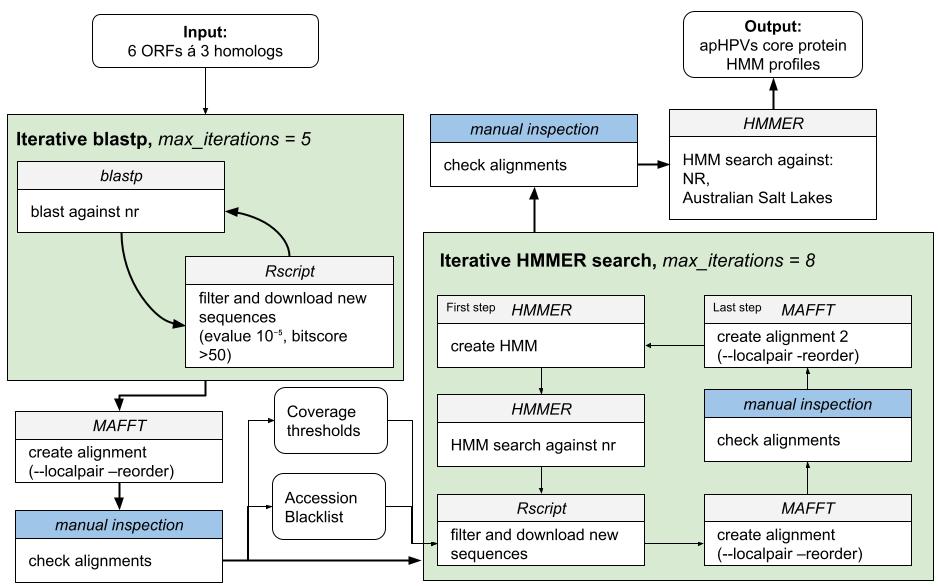 Input:
6 ORFs á 3 homologs
Iterative blastp, max_iterations = 5
blastp
blast against nr
Rscript
filter and download new
sequences
(evalue 10⁻⁵, bitscore
>50)
MAFFT
create alignment
(--localpair –reorder)
manual inspection
check alignments
Coverage
thresholds
Accession
Blacklist
Iterative HMMER search, max_iterations = 8
First step HMMER
create HMM
HMMER
HMM search against nr
Rscript
filter and download new
sequences
MAFFT
create alignment
(--localpair –reorder)
manual inspection
check alignments
Last step MAFFT
create alignment 2
(--localpair -reorder)
manual inspection
check alignments
HMMER
HMM search against:
NR,
Australian Salt Lakes
Output:
apHPVs core protein
HMM profiles